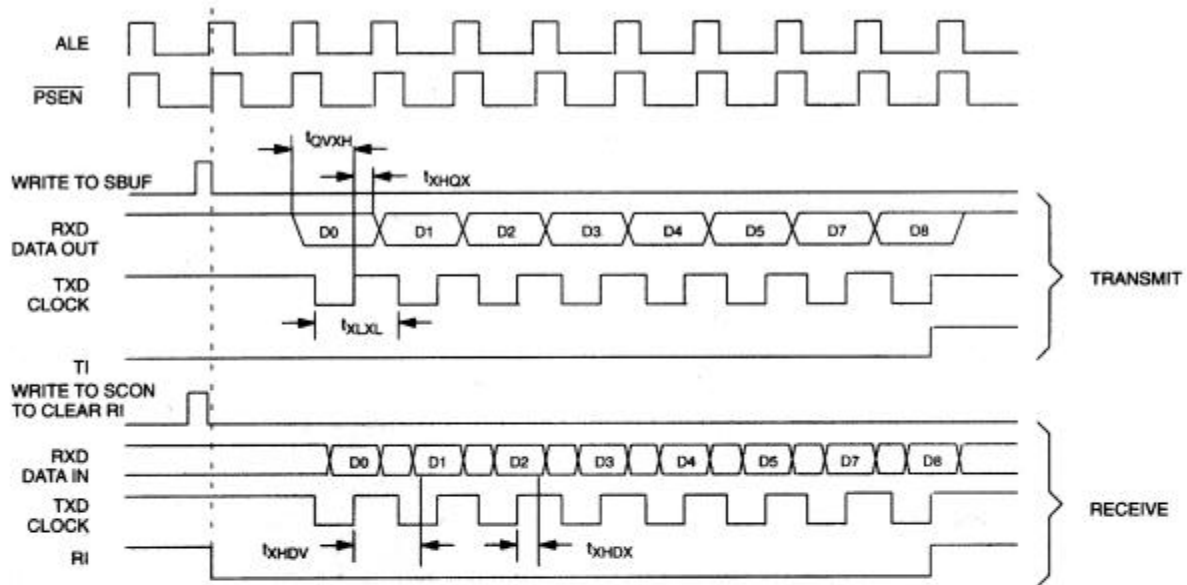 ALE
PSEN
tQVXH
WRITE TO SBUF
tXHQX
RXD
DATA OUT
D0 D1 D2 D3 D4 D5 D7 D8
TXD
CLOCK
TRANSMIT
tXLXL
TI
WRITE TO SCON
TO CLEAR RI
RXD
DATA IN
D0 D1 D2 D3 D4 D5 D7 D8
TXD
CLOCK
RECEIVE
tXHDV
tXHDX
RI